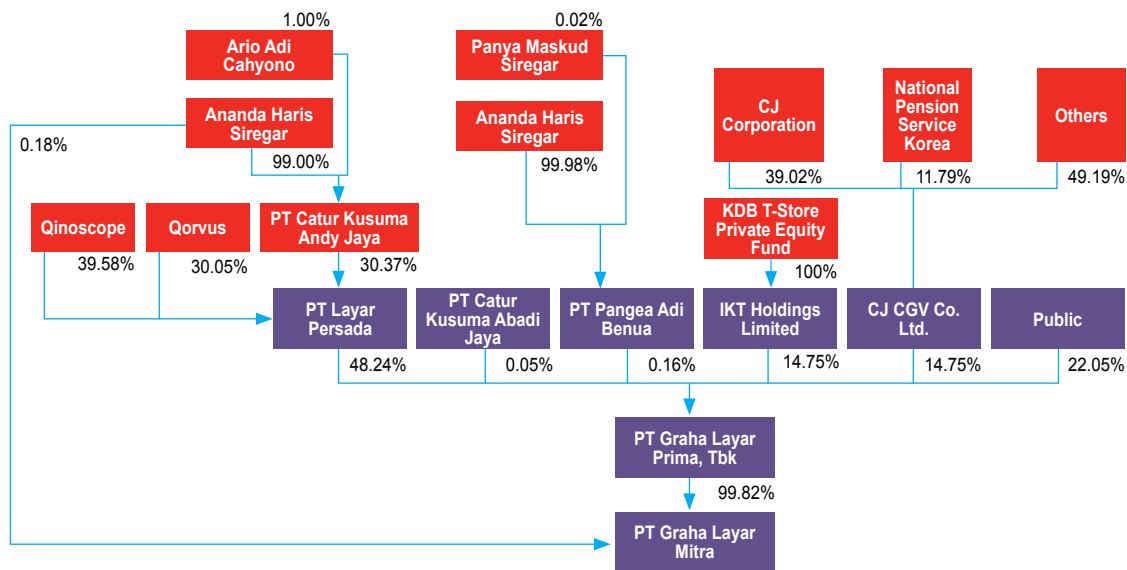 1.00%
0.02%
Ario Adi
Cahyono
Panya Maskud
Siregar
CJ
Corporation
National
Pension
Service
Korea
Others
Ananda Haris
Siregar
Ananda Haris
Siregar
0.18%
99.00%
99.98%
39.02%
11.79%
49.19%
Qinoscope
Qorvus
PT Catur Kusuma
Andy Jaya
KDB T-Store
Private Equity
Fund
39.58%
30.05%
30.37%
100%
PT Layar
Persada
PT Catur
Kusuma Abadi
Jaya
PT Pangea Adi
Benua
IKT Holdings
Limited
CJ CGV Co.
Ltd.
Public
48.24%
0.05%
0.16%
14.75%
14.75%
22.05%
PT Graha Layar
Prima, Tbk
99.82%
PT Graha Layar
Mitra